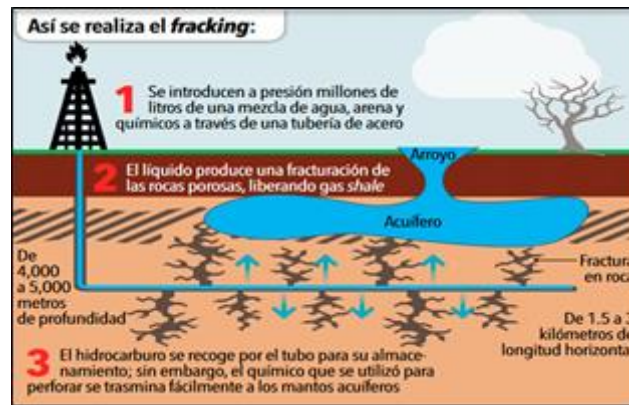 Así se realiza el fracking:
1 Se introducen a presión millones de
litros de una mezcla de agua, arena y
químicos a través de una tubería de acero
Arroyo
2 El líquido produce una fracturación de
las rocas porosas, liberando gas shale
Acuífero
De
4,000
a 5,000
metros
de profundidad
Fractura
en roca
De 1.5 a
kilómetros de
longitud horizontal
3 El hidrocarburo se recoge por el tubo para su almace-
namiento; sin embargo, el químico que se utilizó para
perforar se trasmina fácilmente a los mantos acuíferos